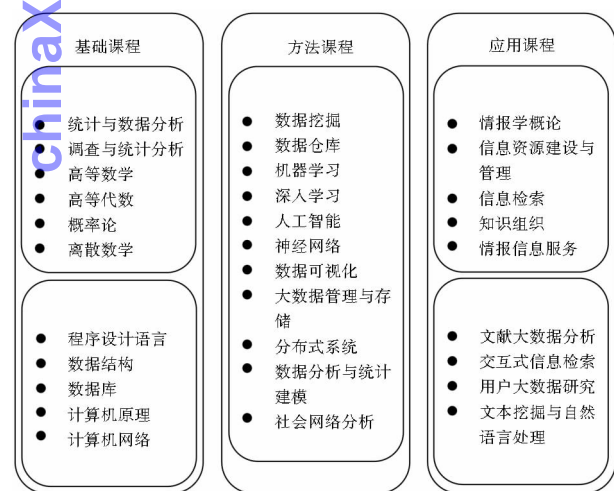 基础课程
统计与数据分析
调查与统计分析
高等数学
高等代数
概率论
离散数学
程序设计语言
数据结构
数据库
计算机原理
计算机网络
方法课程
数据挖掘
数据仓库
机器学习
深入学习
人工智能
神经网络
数据可视化
大数据管理与存
储
分布式系统
数据分析与统计
建模
社会网络分析
应用课程
情报学概论
信息资源建设与
管理
信息检索
知识组织
情报信息服务
文献大数据分析
交互式信息检索
用户大数据研究
文本挖掘与自然
语言处理
chinaX